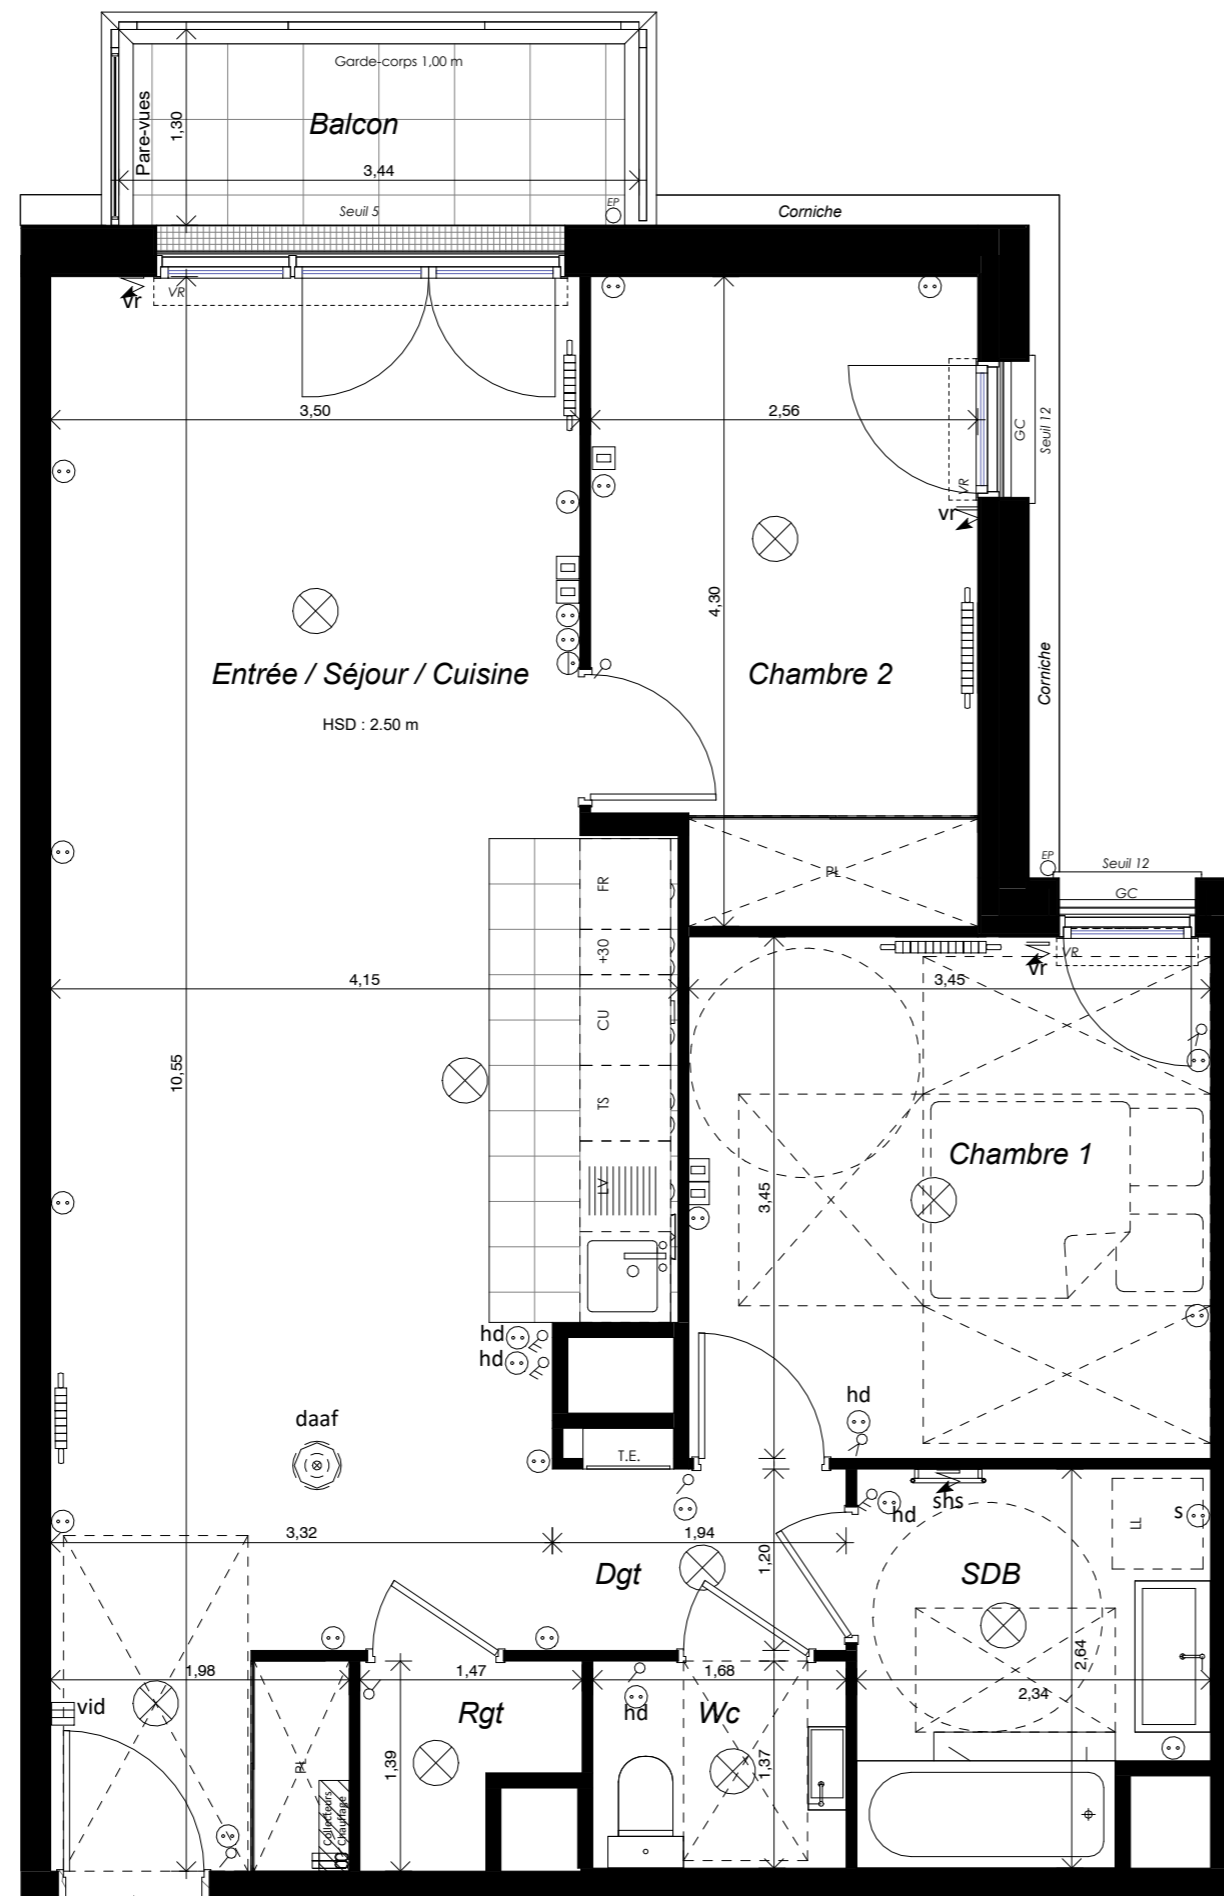 Garde-corps 1,00 m
Pare-vues
1,30
Balcon
3,44
Seuil 5
EP
Corniche
vr
VR
3,50
2,56
GC
Seuil 12
VR
vr
4,30
Entrée / Séjour / Cuisine
HSD : 2.50 m
Chambre 2
Corniche
EP
Seuil 12
GC
PL
FR
+30
VR
vr
4,15
3,45
CU
10,55
TS
Chambre 1
3,45
LV
hd
hd
hd
daaf
T.E.
shs
hd
s
LL
3,32
1,94
1,20
Dgt
SDB
2,64
1,98
1,47
1,68
2,34
vid
Rgt
hd
Wc
1,39
1,37
PL
Collecteurs
Chauffage